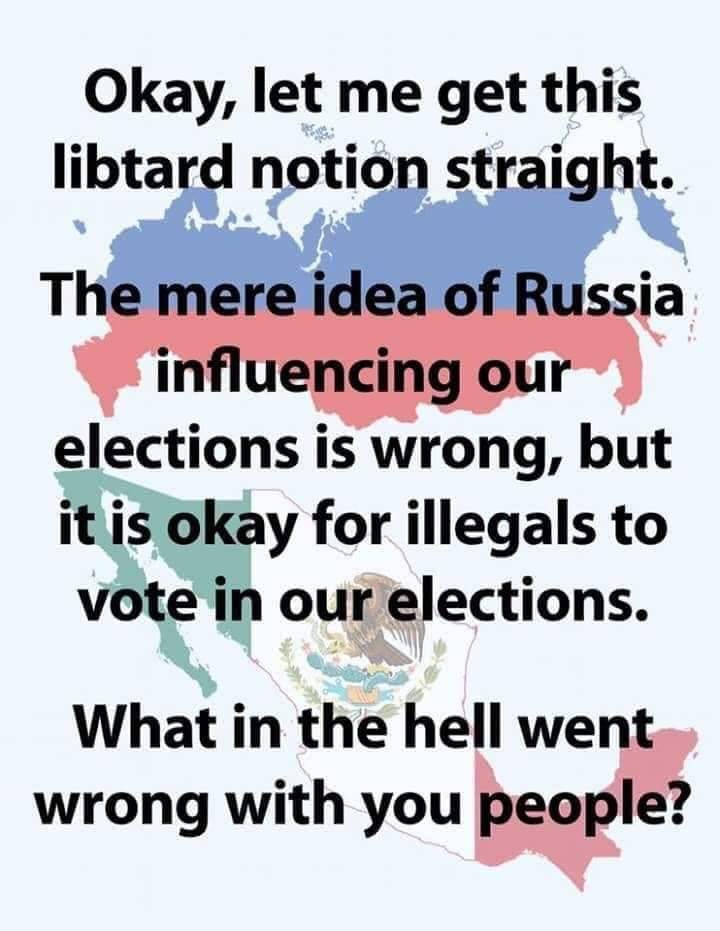 Okay, let me get this
libtard notion straight.
The mere idea of Russia
influencing our
elections is wrong, but
it is okay for illegals to
vote in our elections.
What in the hell went
wrong with you people?